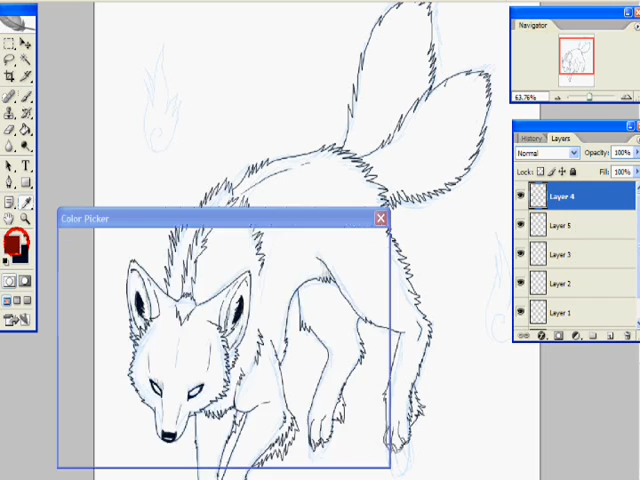 Navigator
63.76%
History
Layers
Normal
Opacity:
100%
Lock:
Fill:
100%
Layer 4
Layer 5
Layer 3
Layer 2
Layer 1
Color Picker